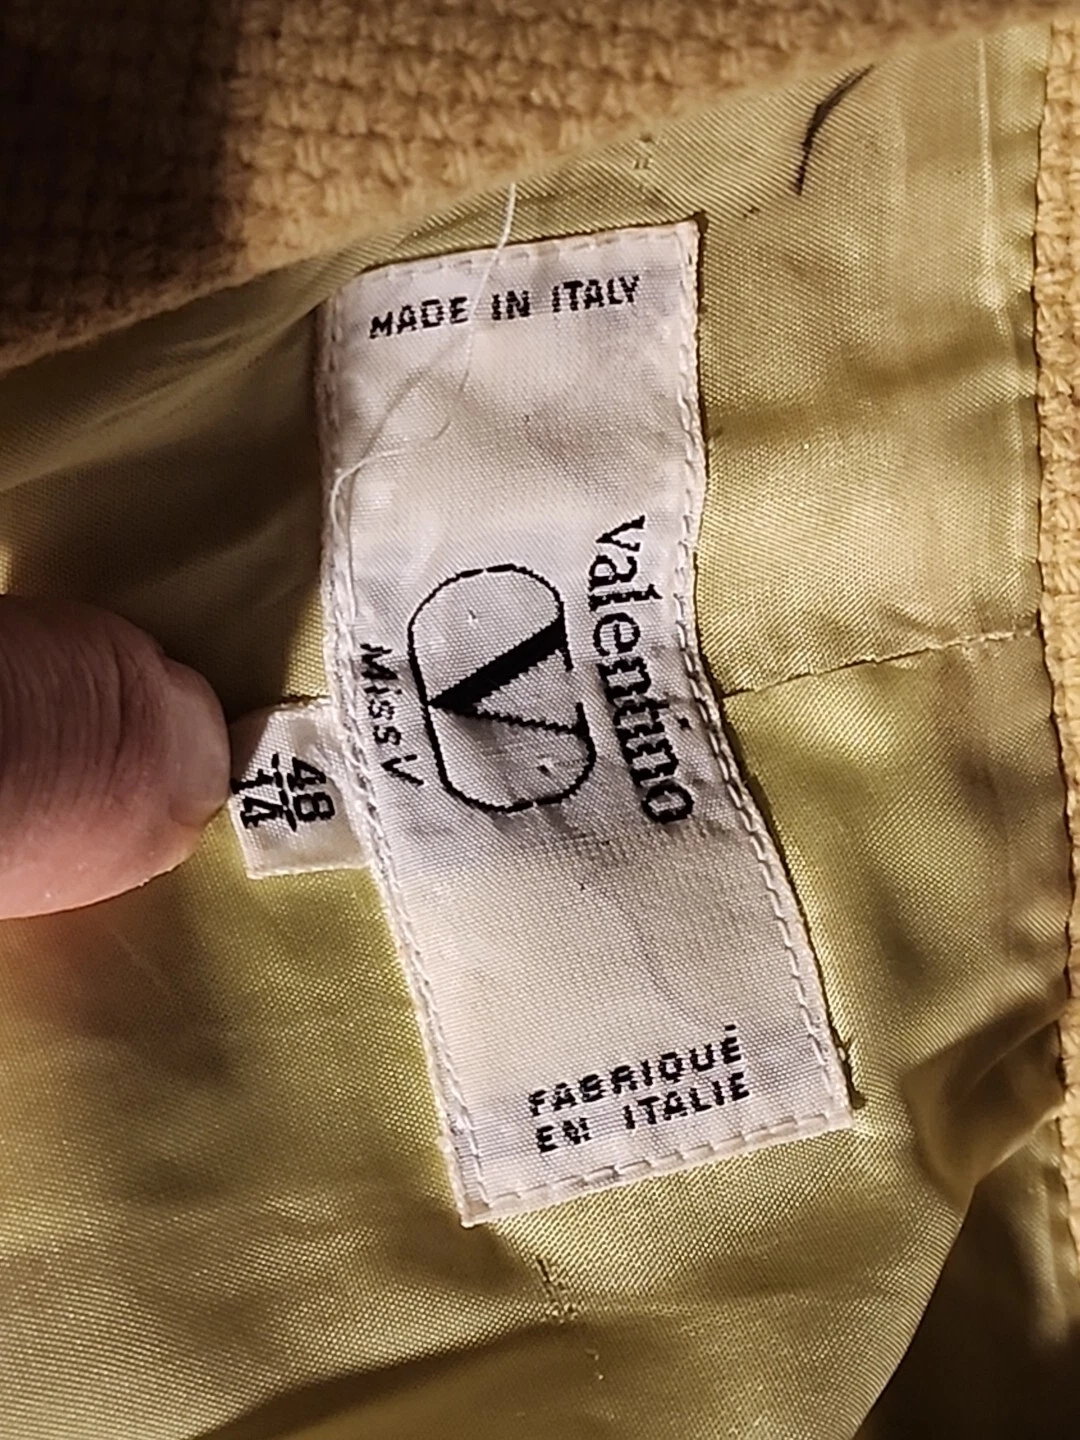 MADE IN ITALY
valentino
V
Miss V
48
14
FABRIQUÉ
EN ITALIE